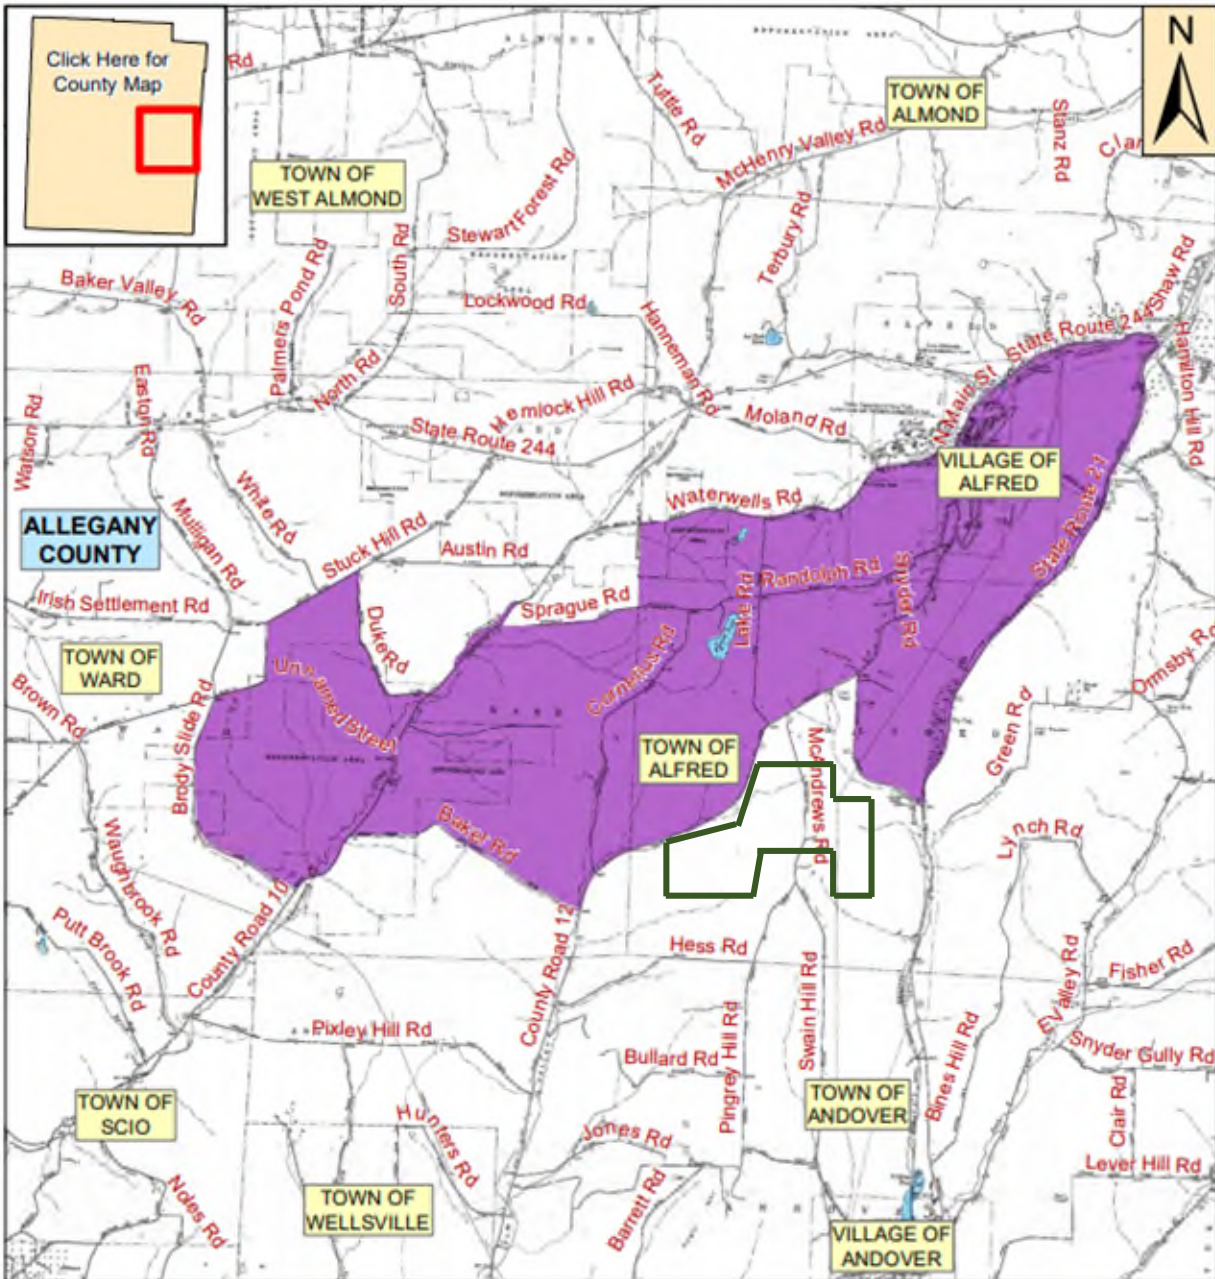 Click Here for
County Map
N
Rd
TOWN OF
ALMOND
Tuttle Rd
McHenry Valley Rd
Stanz Rd
Clar
TOWN OF
WEST ALMOND
Stewart Forest Rd
South Rd
Palmers Pond Rd
Terbury Rd
Shaw Rd
Baker Valley Rd
Lockwood Rd
Hanneman Rd
State Route 244
Hamilton Hill Rd
Easton Rd
North Rd
Hemlock Hill Rd
Moland Rd
N Main St
Watson Rd
State Route 244
VILLAGE OF
ALFRED
White Rd
Waterwells Rd
State Route 21
ALLEGANY
COUNTY
Mulligan Rd
Stuck Hill Rd
Austin Rd
Randolph Rd
Snyder Rd
Irish Settlement Rd
Sprague Rd
Lake Rd
Duke Rd
Cornelius Rd
TOWN OF
WARD
Unnamed Street
Ormsby Rd
Brown Rd
Brody Slide Rd
WARD
TOWN OF
ALFRED
McAndrews Rd
Green Rd
Baker Rd
Lynch Rd
Waughbrook Rd
Putt Brook Rd
County Road 10
County Road 12
Hess Rd
Swain Hill Rd
E Valley Rd
Fisher Rd
Pixley Hill Rd
Bullard Rd
Pingrey Hill Rd
Bines Hill Rd
Snyder Gully Rd
TOWN OF
SCIO
Hunters Rd
Jones Rd
TOWN OF
ANDOVER
Clair Rd
Lever Hill Rd
Noles Rd
TOWN OF
WELLSVILLE
Barrett Rd
VILLAGE OF
ANDOVER